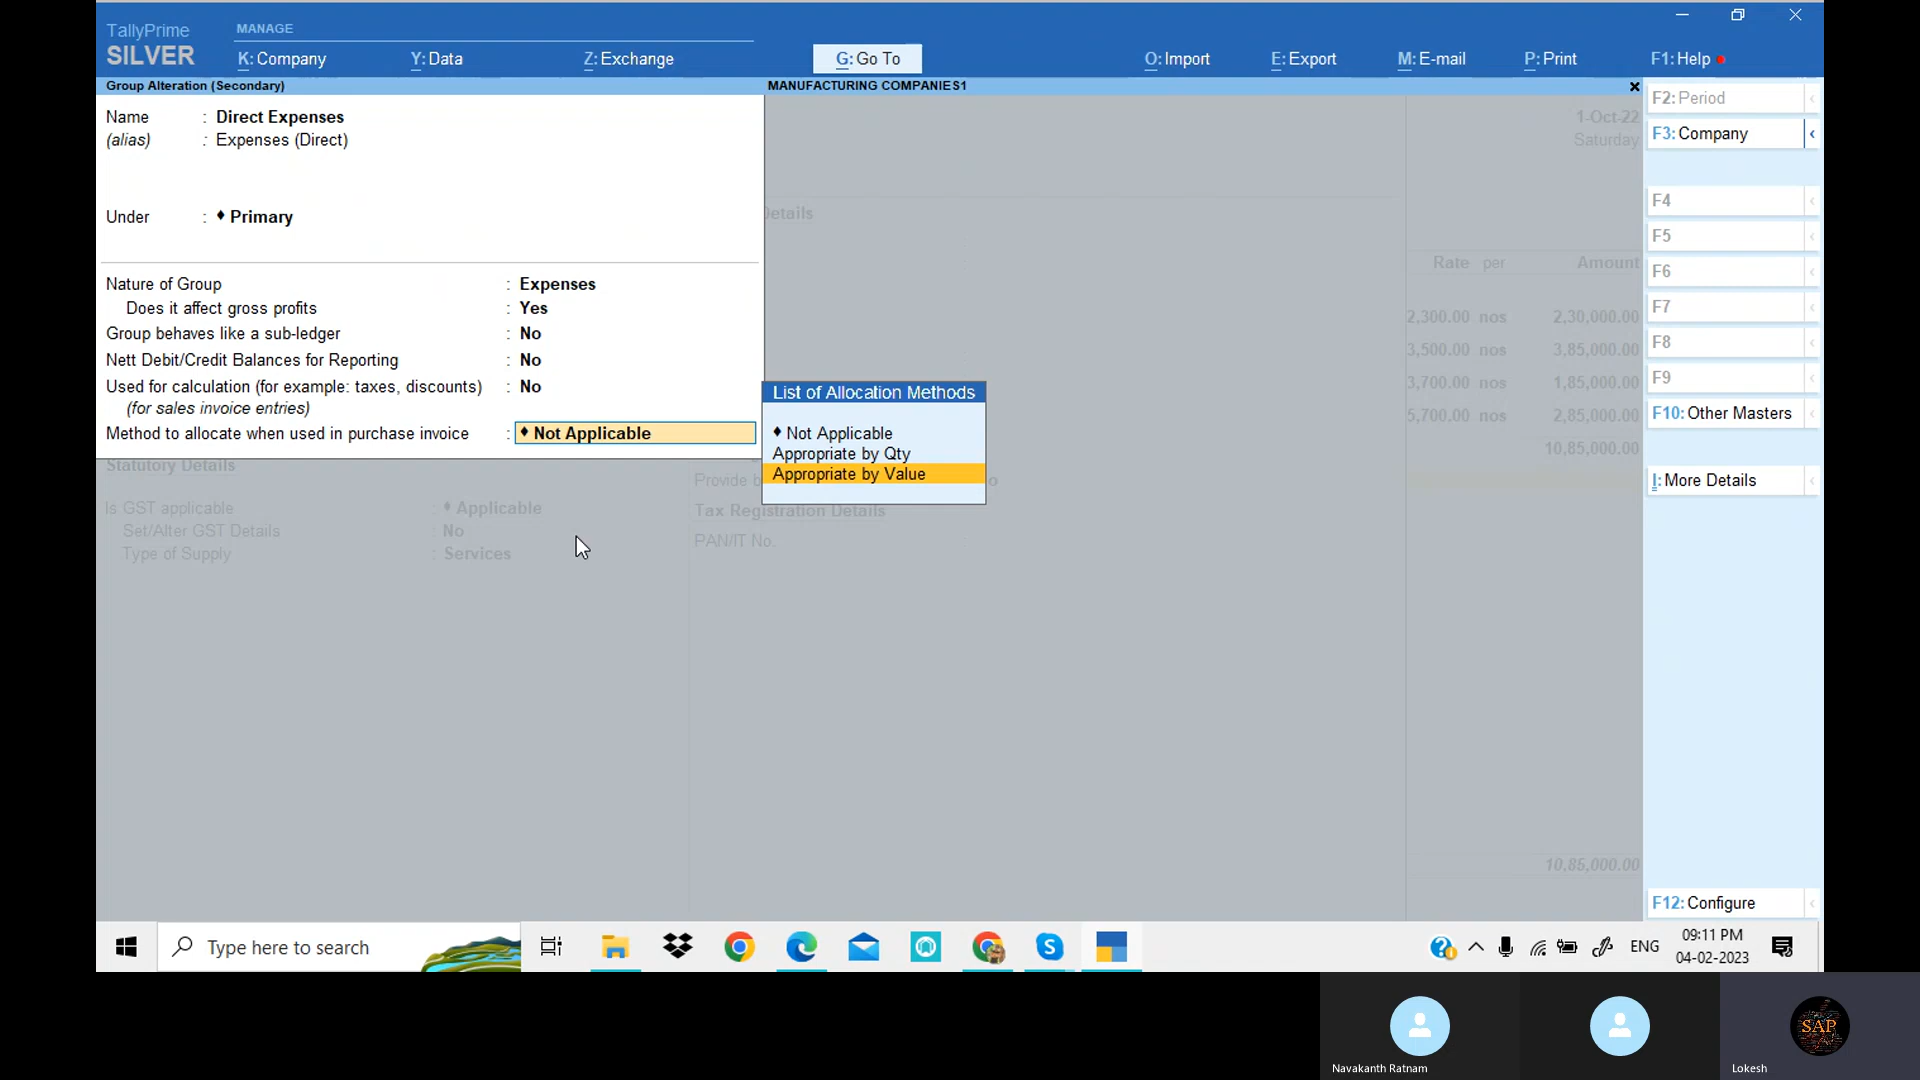 TallyPrime
SILVER
MANAGE
K: Company
Y: Data
Z: Exchange
G: Go To
O: Import
E: Export
M: E-mail
P: Print
F1: Help
Group Alteration (Secondary)
MANUFACTURING COMPANIES1
Name : Direct Expenses
(alias) : Expenses (Direct)
Under : ♦ Primary
Nature of Group : Expenses
Does it affect gross profits : Yes
Group behaves like a sub-ledger : No
Nett Debit/Credit Balances for Reporting : No
Used for calculation (for example: taxes, discounts) : No
(for sales invoice entries)
Method to allocate when used in purchase invoice : ♦ Not Applicable
List of Allocation Methods
♦ Not Applicable
Appropriate by Qty
Appropriate by Value
Statutory Details
Is GST applicable : ♦ Applicable
Set/Alter GST Details : No
Type of Supply : Services
Provide
Tax Registration Details
PAN/IT No. :
Details
1-Oct-22
Saturday
Rate per Amount
2,300.00 nos 2,30,000.00
3,500.00 nos 3,85,000.00
3,700.00 nos 1,85,000.00
5,700.00 nos 2,85,000.00
10,85,000.00
10,85,000.00
F2: Period
F3: Company
F4
F5
F6
F7
F8
F9
F10: Other Masters
I: More Details
F12: Configure
Type here to search
ENG
09:11 PM
04-02-2023
SAP
Navakanth Ratnam
Lokesh